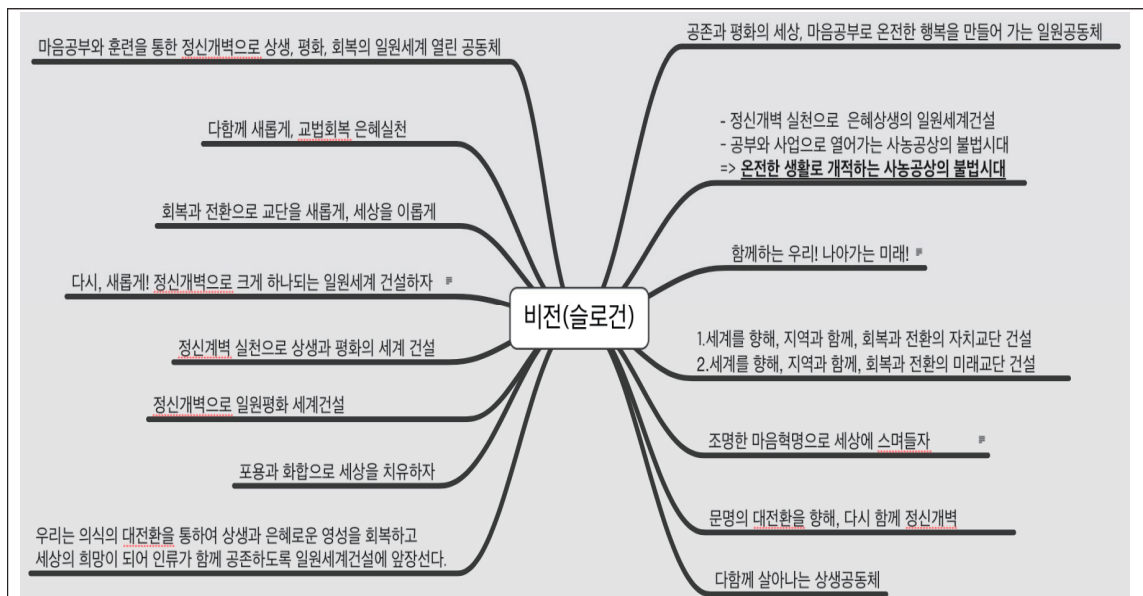 마음공부와 훈련을 통한 정신개벽으로 상생, 평화, 회복의 일원세계 열린 공동체
다함께 새롭게, 교법회복 은혜실천
회복과 전환으로 교단을 새롭게, 세상을 이롭게
다시, 새롭게! 정신개벽으로 크게 하나되는 일원세계 건설하자
정신계벽 실천으로 상생과 평화의 세계 건설
정신개벽으로 일원평화 세계건설
포용과 화합으로 세상을 치유하자
우리는 의식의 대전환을 통하여 상생과 은혜로운 영성을 회복하고
세상의 희망이 되어 인류가 함께 공존하도록 일원세계건설에 앞장선다.
비전(슬로건)
공존과 평화의 세상, 마음공부로 온전한 행복을 만들어 가는 일원공동체
- 정신개벽 실천으로 은혜상생의 일원세계건설
- 공부와 사업으로 열어가는 사농공상의 불법시대
=> 온전한 생활로 개적하는 사농공상의 불법시대
함께하는 우리! 나아가는 미래!
1.세계를 향해, 지역과 함께, 회복과 전환의 자치교단 건설
2.세계를 향해, 지역과 함께, 회복과 전환의 미래교단 건설
조명한 마음혁명으로 세상에 스며들자
문명의 대전환을 향해, 다시 함께 정신개벽
다함께 살아나는 상생공동체